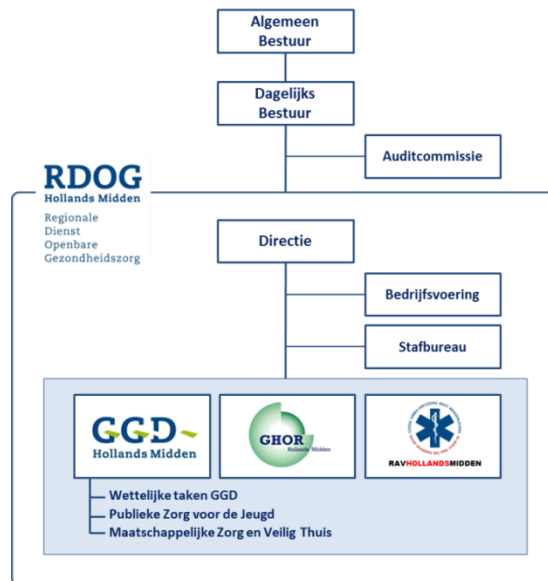 Algemeen
Bestuur
Dagelijks
Bestuur
Auditcommissie
RDOG
Hollands Midden
Regionale
Dienst
Openbare
Gezondheidszorg
Directie
Bedrijfsvoering
Stafbureau
GGD
Hollands Midden
GHOR
Hollands Midden
RAVHOLLANDSMIDDEN
Wettelijke taken GGD
Publieke Zorg voor de Jeugd
Maatschappelijke Zorg en Veilig Thuis